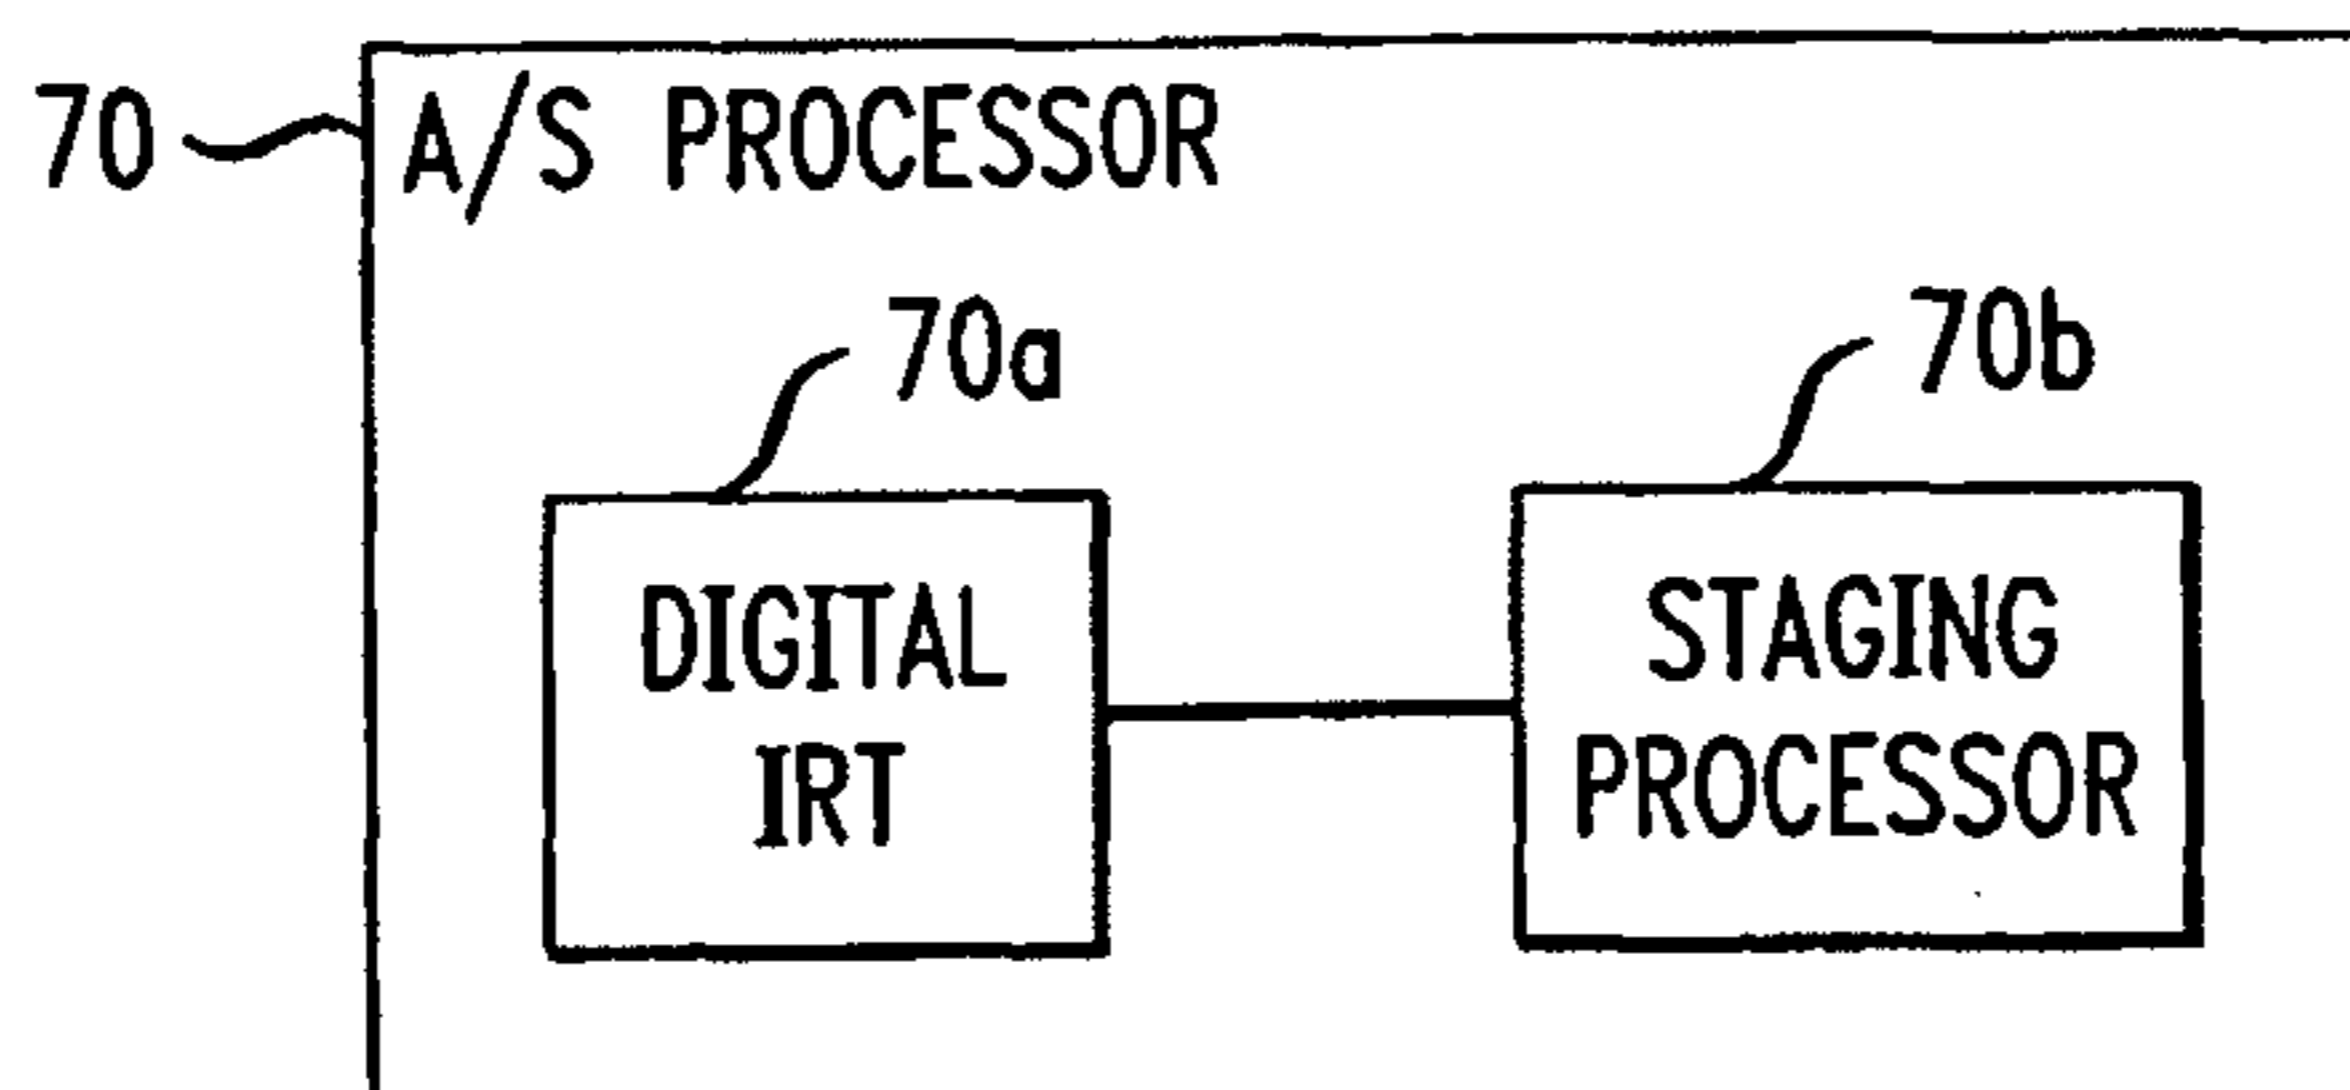 70 A/S PROCESSOR
70a
70b
DIGITAL
IRT
STAGING
PROCESSOR